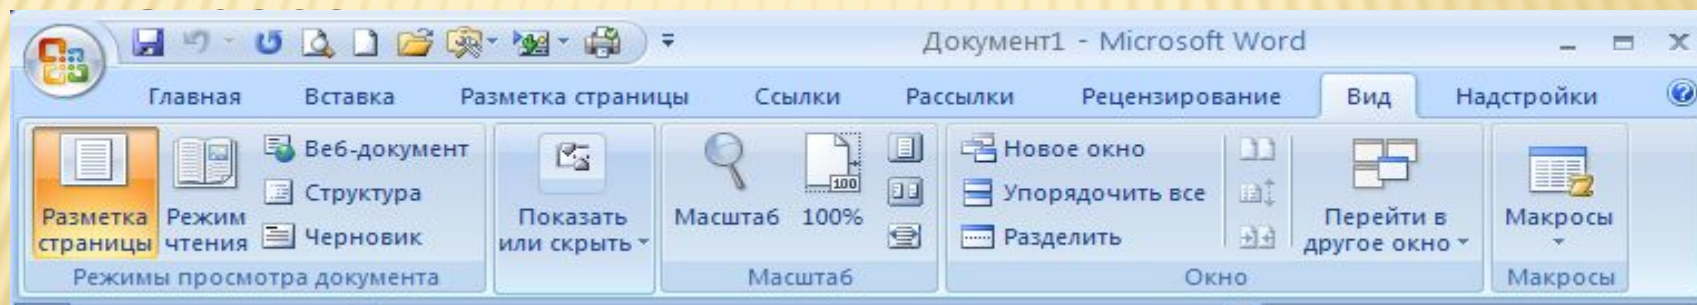 Документ1 - Microsoft Word
Главная Вставка Разметка страницы Ссылки Рассылки Рецензирование Вид Надстройки
Разметка страницы
Режим чтения
Веб-документ
Структура
Черновик
Режимы просмотра документа
Показать или скрыть
Масштаб
100
100%
Масштаб
Новое окно
Упорядочить все
Разделить
Перейти в другое окно
Окно
Макросы
Макросы